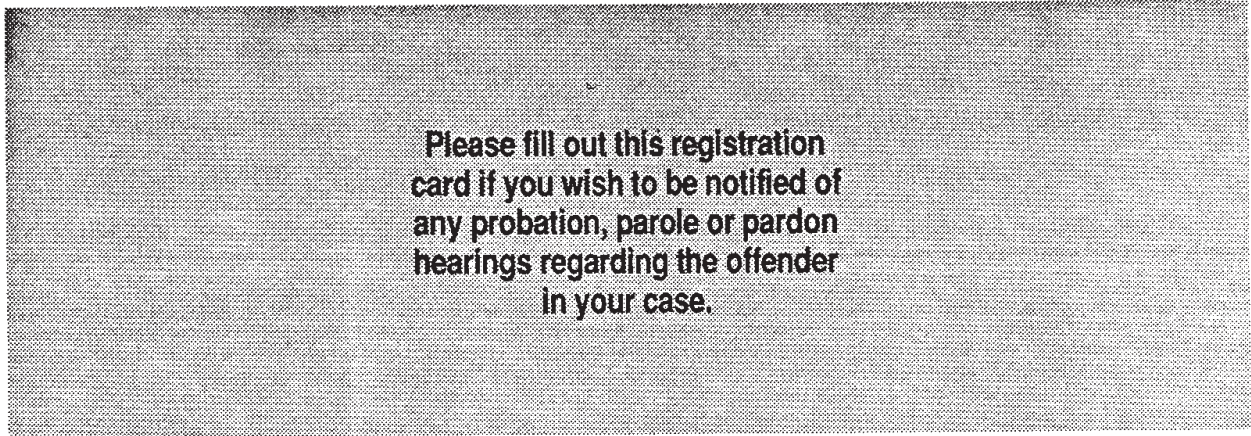 Please fill out this registration
card if you wish to be notified of
any probation, parole or pardon
hearings regarding the offender
in your case.